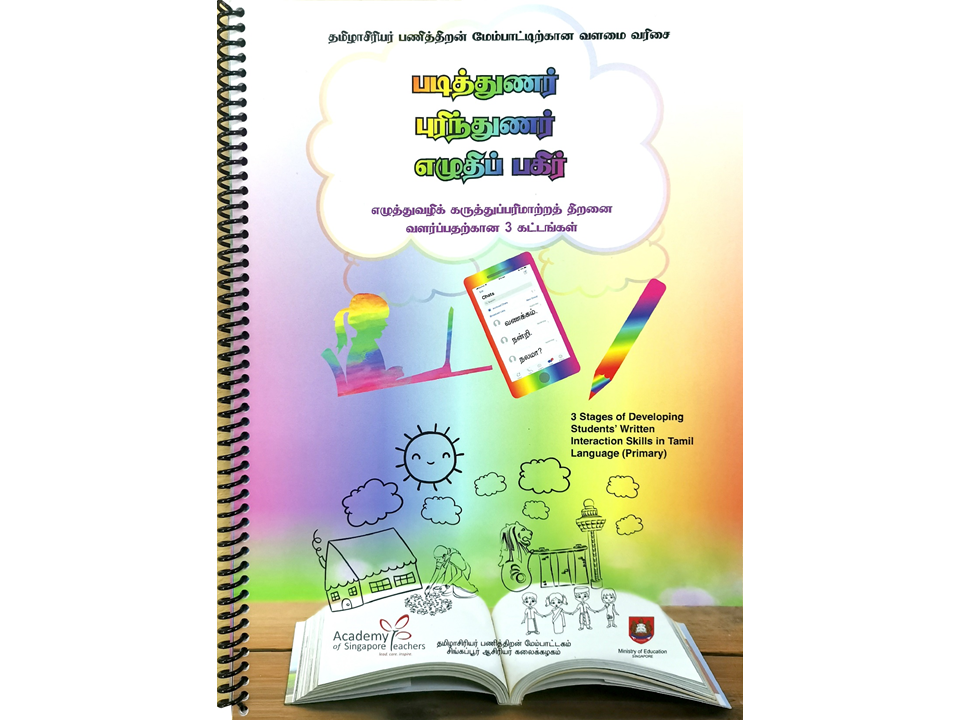 தமிழாசிரியர் பணித்திறன் மேம்பாட்டிற்கான வளமை வரிசை
படித்துணர்
புரிந்துணர்
எழுதிப் பகிர்
எழுத்துவழிக் கருத்துப்பரிமாற்றத் திறனை
வளர்ப்பதற்கான 3 கட்டங்கள்
Chats
வணக்கம்.
நன்றி.
நலமா?
3 Stages of Developing
Students' Written
Interaction Skills in Tamil
Language (Primary)
Academy
of Singapore Teachers
lead care inspire
தமிழாசிரியர் பணித்திறன் மேம்பாட்டகம்
சிங்கப்பூர் ஆசிரியர் கலைக்கழகம்
Ministry of Education
SINGAPORE